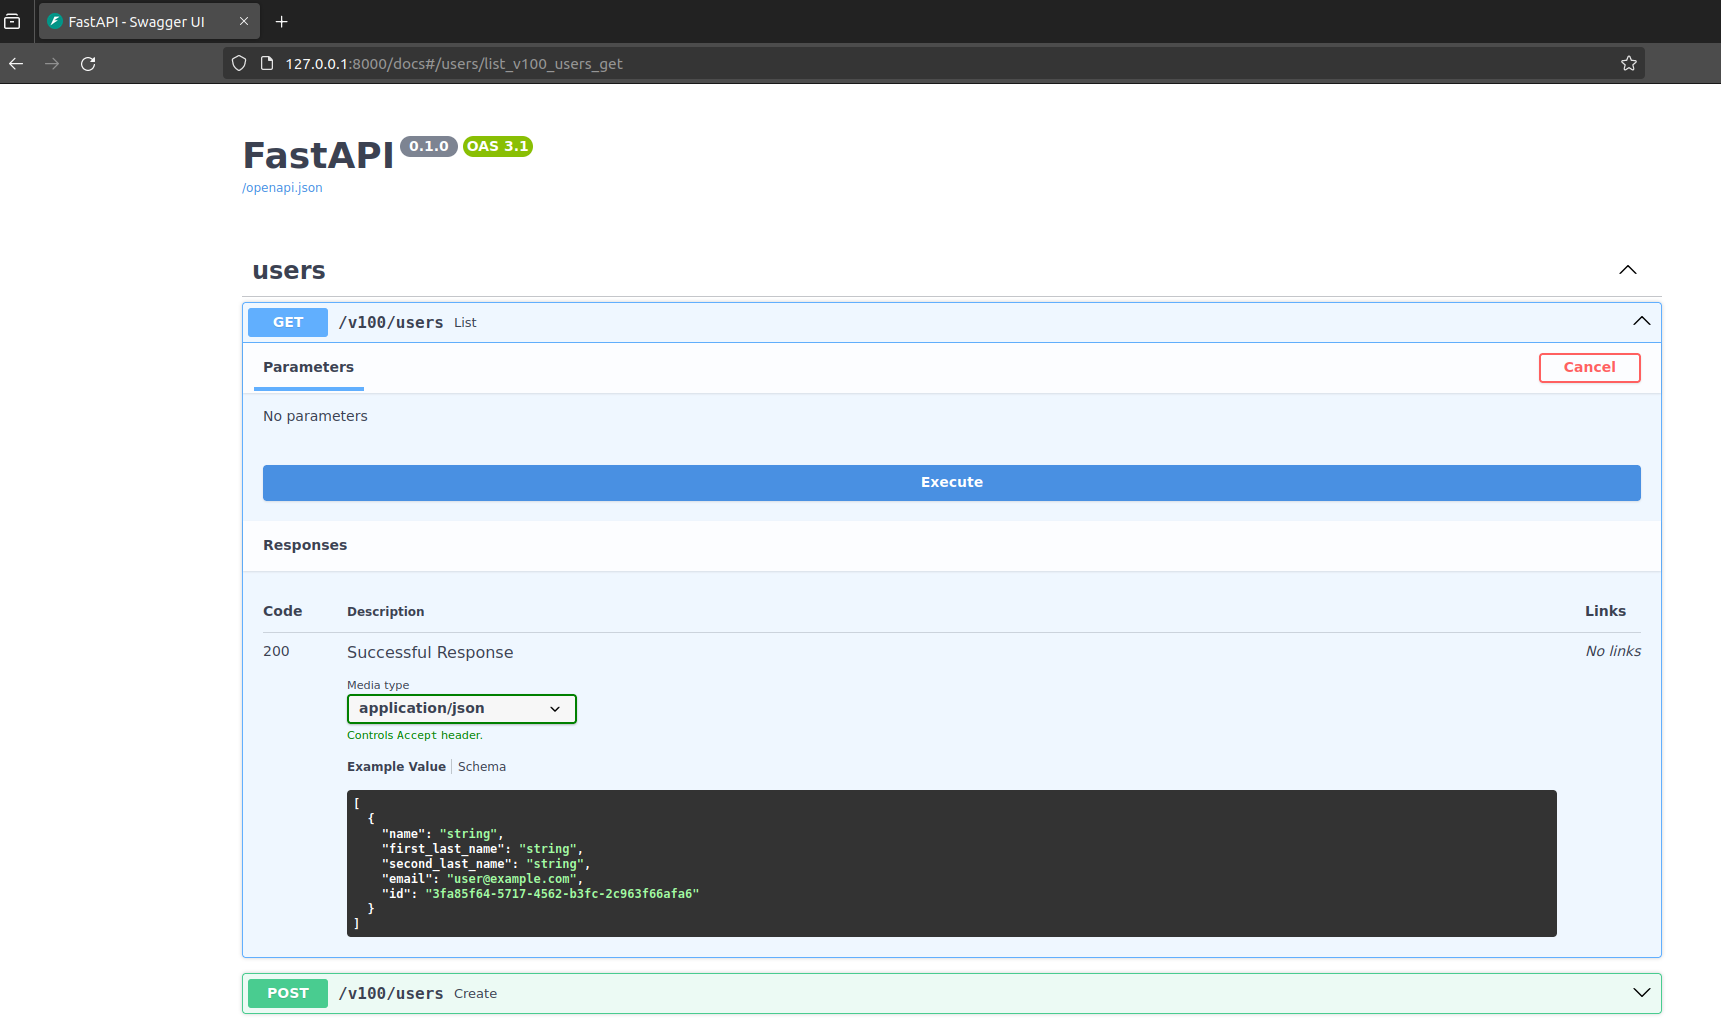 FastAPI - Swagger UI
127.0.0.1:8000/docs#/users/list_v100_users_get
FastAPI 0.1.0 OAS 3.1
/openapi.json
users
GET /v100/users List
Parameters Cancel
No parameters
Execute
Responses
Code Description Links
200 Successful Response No links
Media type
application/json
Controls Accept header.
Example Value Schema
[
  {
    "name": "string",
    "first_last_name": "string",
    "second_last_name": "string",
    "email": "user@example.com",
    "id": "3fa85f64-5717-4562-b3fc-2c963f66afa6"
  }
]
POST /v100/users Create